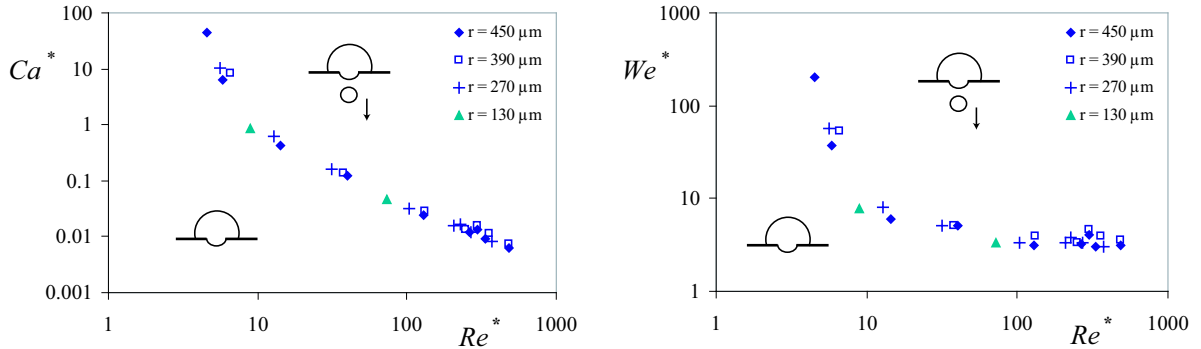 100
10
1
0.1
0.01
0.001
1
10
100
1000
Ca*
Re*
r = 450 µm
r = 390 µm
r = 270 µm
r = 130 µm
1000
100
10
1
1
10
100
1000
We*
Re*
r = 450 µm
r = 390 µm
r = 270 µm
r = 130 µm